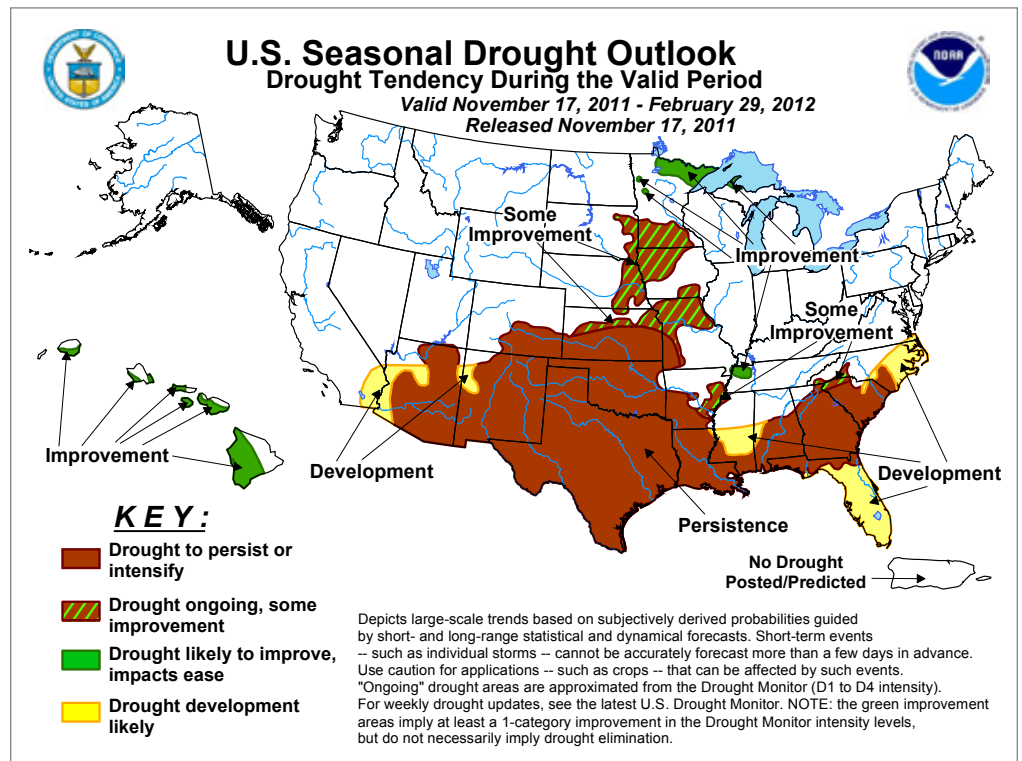 U.S. Seasonal Drought Outlook
Drought Tendency During the Valid Period
Valid November 17, 2011 - February 29, 2012
Released November 17, 2011
NOAA
Some
Improvement
Improvement
Some
Improvement
Improvement
Development
Development
Persistence
No Drought
Posted/Predicted
KEY:
Drought to persist or
intensify
Drought ongoing, some
improvement
Drought likely to improve,
impacts ease
Drought development
likely
Depicts large-scale trends based on subjectively derived probabilities guided
by short- and long-range statistical and dynamical forecasts. Short-term events
-- such as individual storms -- cannot be accurately forecast more than a few days in advance.
Use caution for applications -- such as crops -- that can be affected by such events.
"Ongoing" drought areas are approximated from the Drought Monitor (D1 to D4 intensity).
For weekly drought updates, see the latest U.S. Drought Monitor. NOTE: the green improvement
areas imply at least a 1-category improvement in the Drought Monitor intensity levels,
but do not necessarily imply drought elimination.